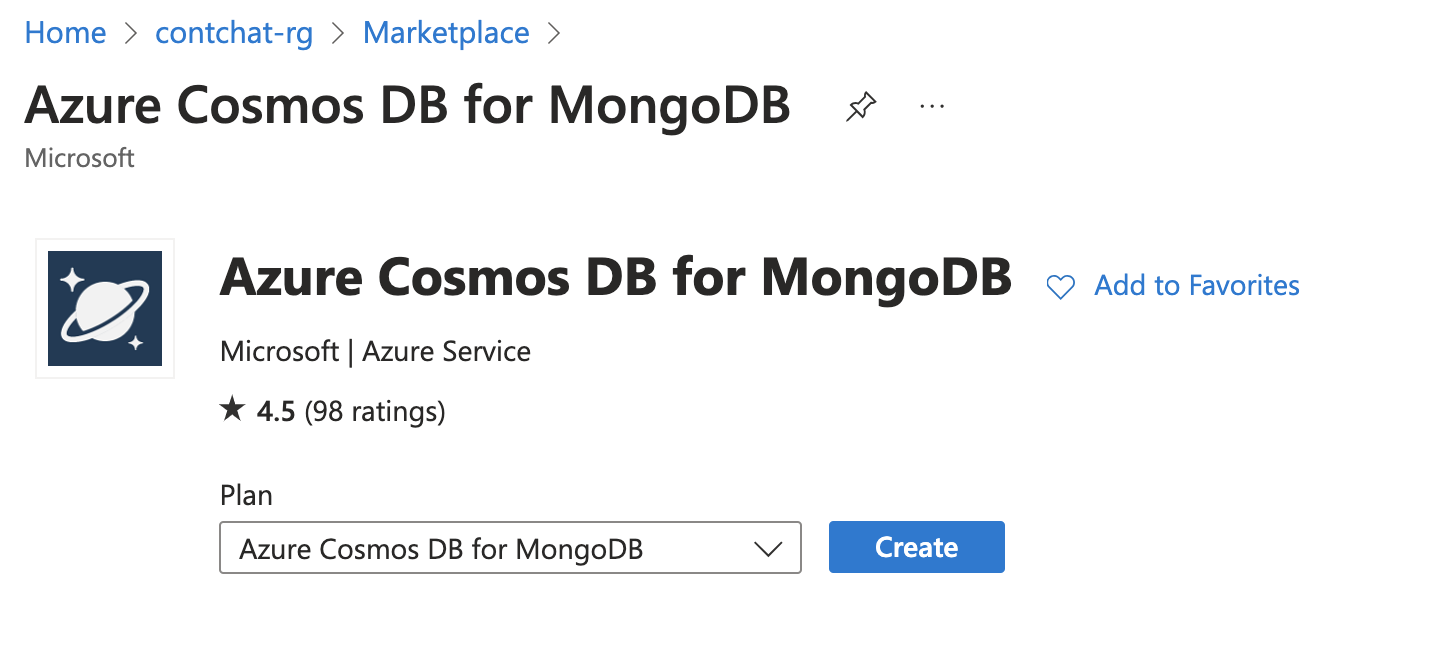 Home > contchat-rg > Marketplace >
Azure Cosmos DB for MongoDB ...
Microsoft
Azure Cosmos DB for MongoDB Add to Favorites
Microsoft | Azure Service
★ 4.5 (98 ratings)
Plan
Azure Cosmos DB for MongoDB Create